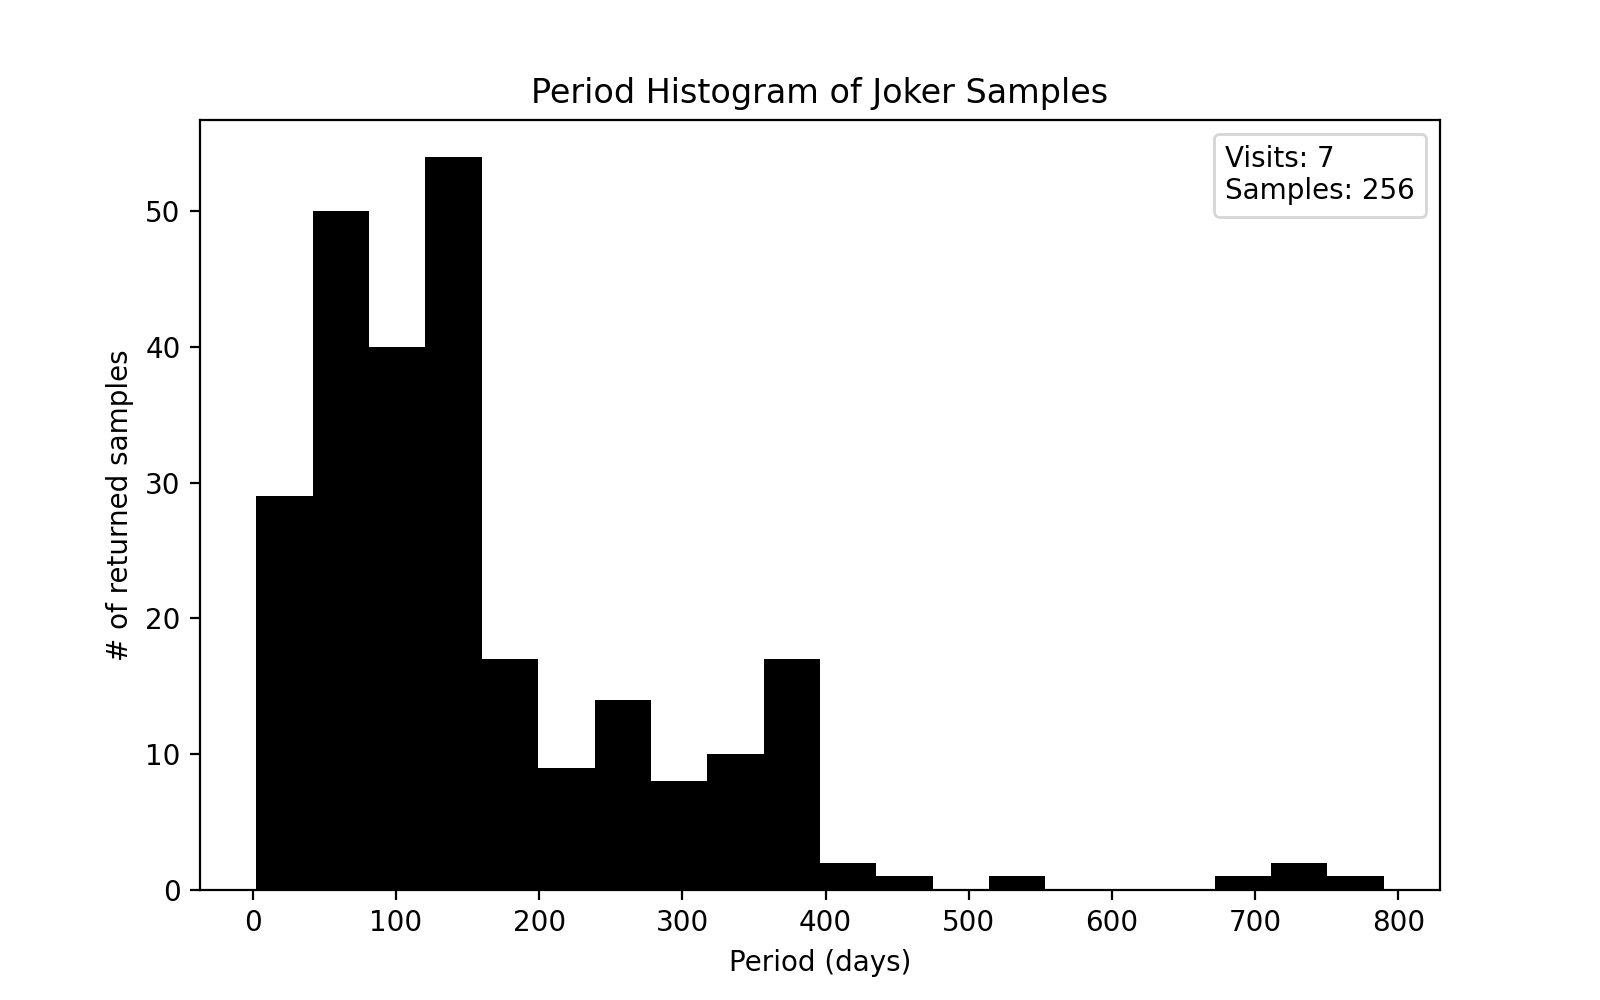 Period Histogram of Joker Samples
Visits: 7
Samples: 256
# of returned samples
50
40
30
20
10
0
0 100 200 300 400 500 600 700 800
Period (days)